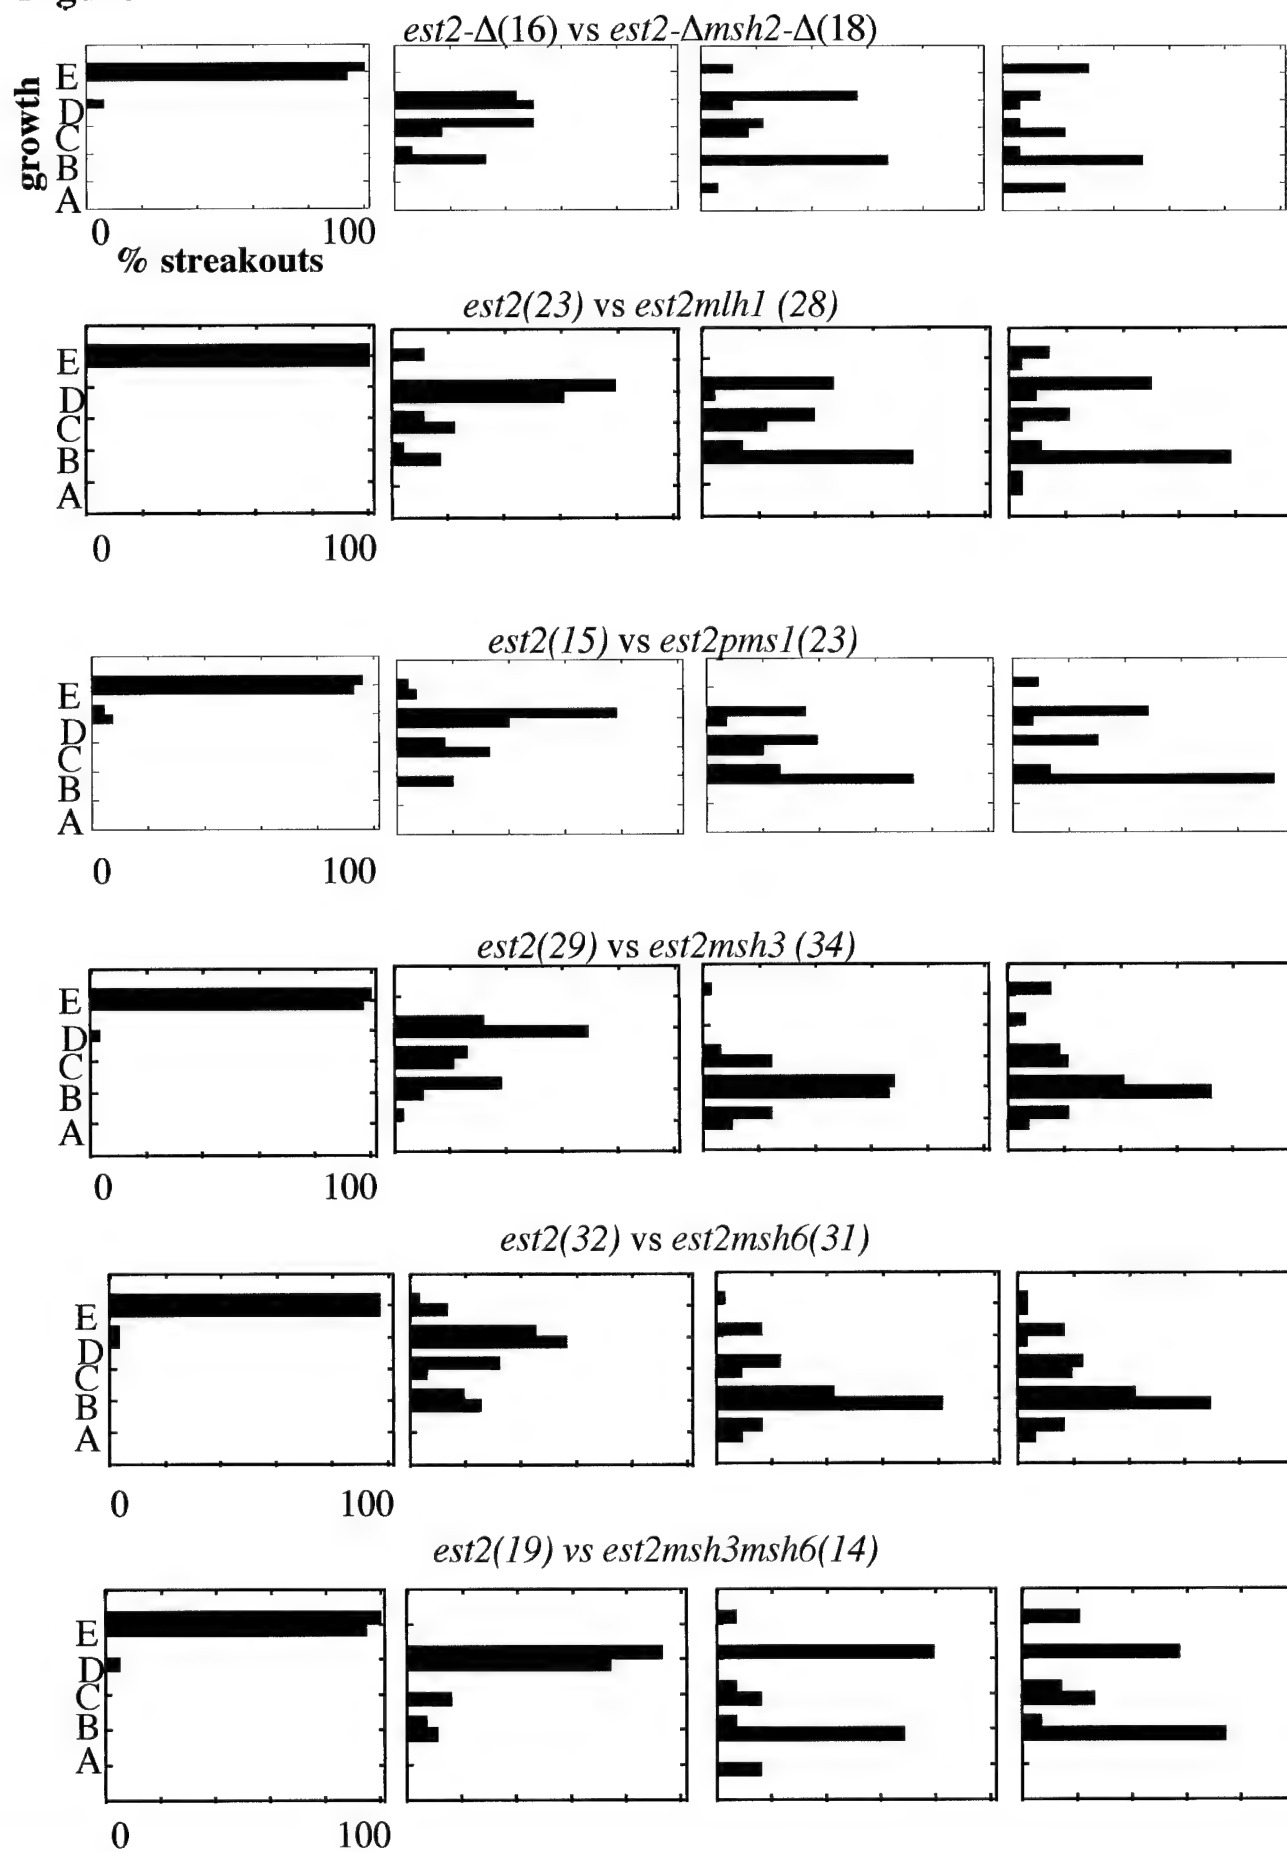 est2-Δ(16) vs est2-Δmsh2-Δ(18)
growth
E
D
C
B
A
0 100
% streakouts
est2(23) vs est2mlh1 (28)
E
D
C
B
A
0 100
est2(15) vs est2pms1(23)
E
D
C
B
A
0 100
est2(29) vs est2msh3 (34)
E
D
C
B
A
0 100
est2(32) vs est2msh6(31)
E
D
C
B
A
0 100
est2(19) vs est2msh3msh6(14)
E
D
C
B
A
0 100